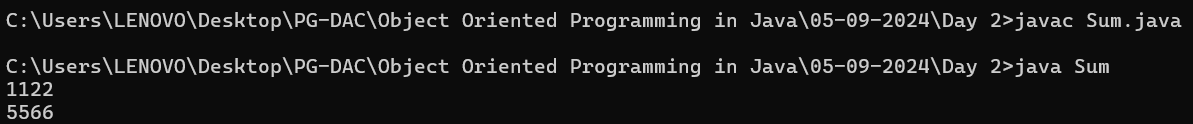 C:\Users\LENOVO\Desktop\PG-DAC\Object Oriented Programming in Java\05-09-2024\Day 2>javac Sum.java
C:\Users\LENOVO\Desktop\PG-DAC\Object Oriented Programming in Java\05-09-2024\Day 2>java Sum
1122
5566